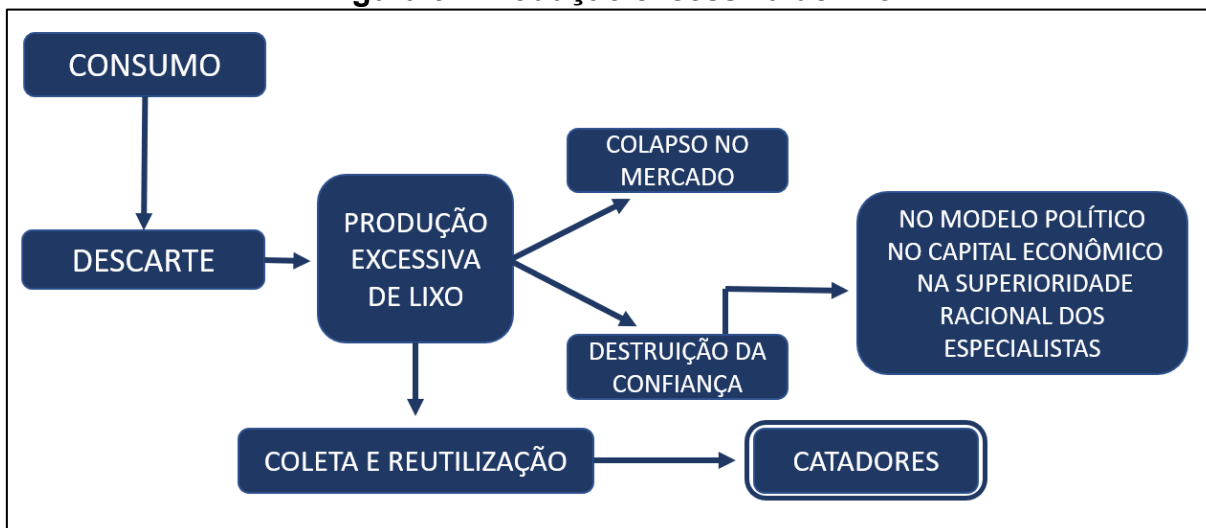 CONSUMO
DESCARTE
PRODUÇÃO
EXCESSIVA
DE LIXO
COLAPSO NO
MERCADO
DESTRUIÇÃO DA
CONFIANÇA
NO MODELO POLÍTICO
NO CAPITAL ECONÔMICO
NA SUPERIORIDADE
RACIONAL DOS
ESPECIALISTAS
COLETA E REUTILIZAÇÃO
CATADORES